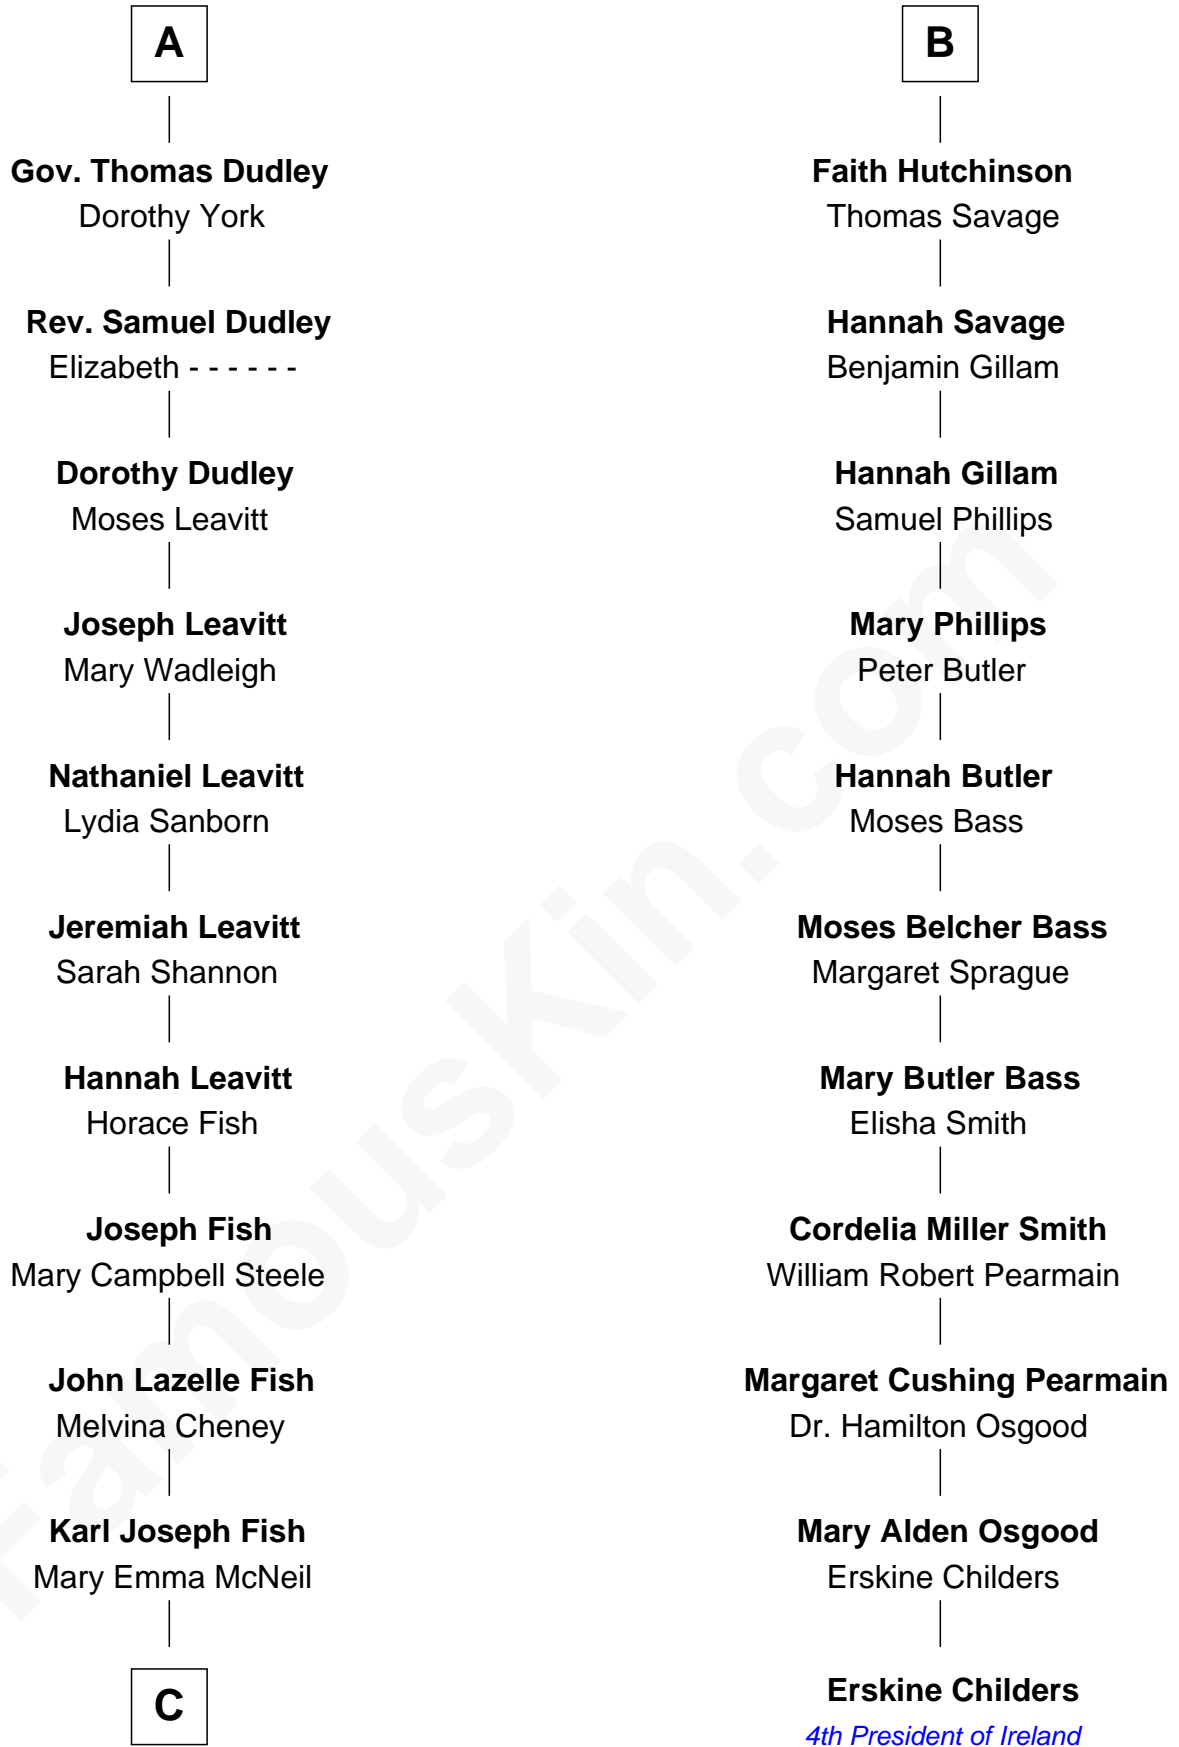 A
Gov. Thomas Dudley
Dorothy York
Rev. Samuel Dudley
Elizabeth - - - - - -
Dorothy Dudley
Moses Leavitt
Joseph Leavitt
Mary Wadleigh
Nathaniel Leavitt
Lydia Sanborn
Jeremiah Leavitt
Sarah Shannon
Hannah Leavitt
Horace Fish
Joseph Fish
Mary Campbell Steele
John Lazelle Fish
Melvina Cheney
Karl Joseph Fish
Mary Emma McNeil
C
B
Faith Hutchinson
Thomas Savage
Hannah Savage
Benjamin Gillam
Hannah Gillam
Samuel Phillips
Mary Phillips
Peter Butler
Hannah Butler
Moses Bass
Moses Belcher Bass
Margaret Sprague
Mary Butler Bass
Elisha Smith
Cordelia Miller Smith
William Robert Pearmain
Margaret Cushing Pearmain
Dr. Hamilton Osgood
Mary Alden Osgood
Erskine Childers
Erskine Childers
4th President of Ireland
FamousKin.com